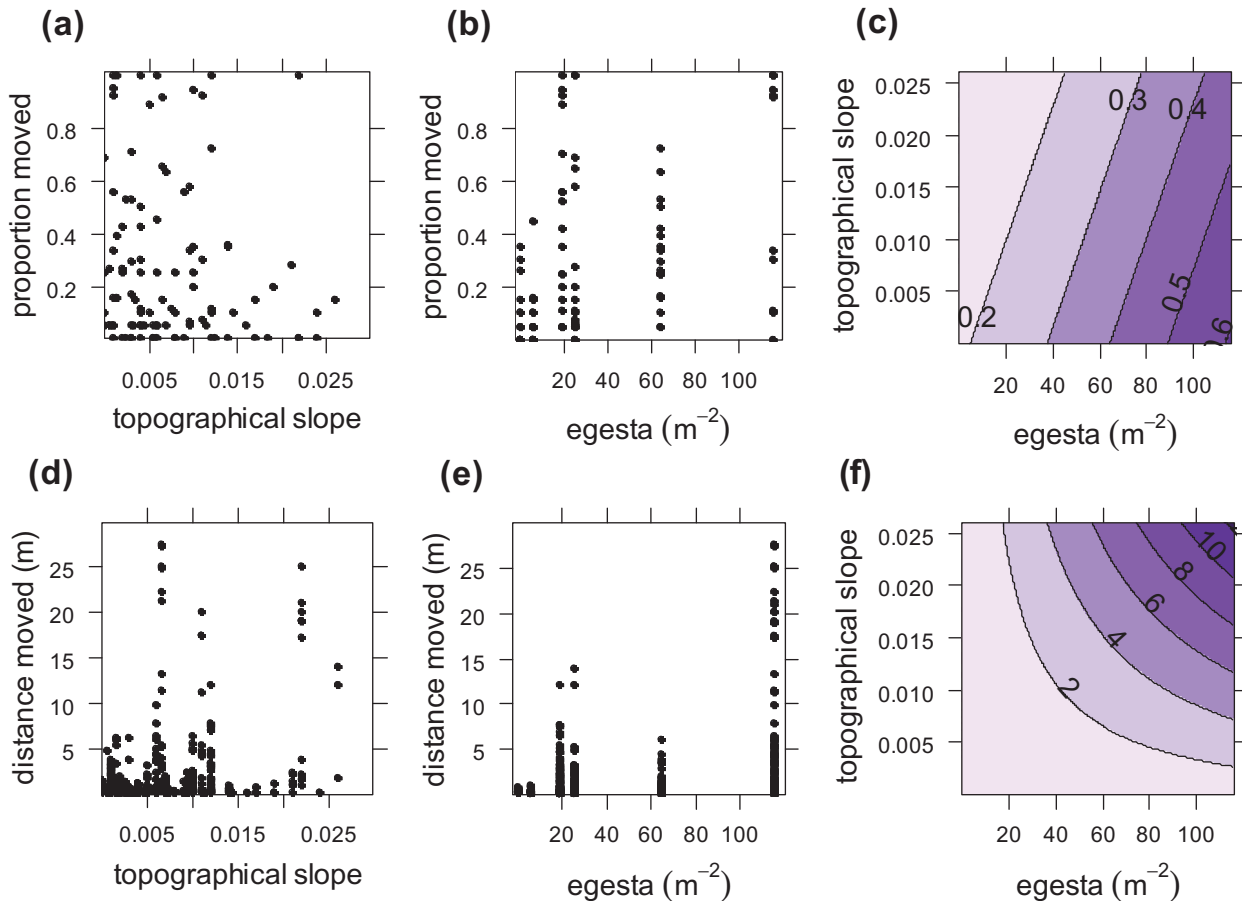 (a)
proportion moved
0.8
0.6
0.4
0.2
0.005 0.015 0.025
topographical slope
(b)
proportion moved
0.8
0.6
0.4
0.2
20 40 60 80 100
egesta (m⁻²)
(c)
topographical slope
0.025
0.020
0.015
0.010
0.005
0.2
0.3
0.4
0.5
0.6
20 40 60 80 100
egesta (m⁻²)
(d)
distance moved (m)
25
20
15
10
5
0.005 0.015 0.025
topographical slope
(e)
distance moved (m)
25
20
15
10
5
20 40 60 80 100
egesta (m⁻²)
(f)
topographical slope
0.025
0.020
0.015
0.010
0.005
2
4
6
8
10
20 40 60 80 100
egesta (m⁻²)